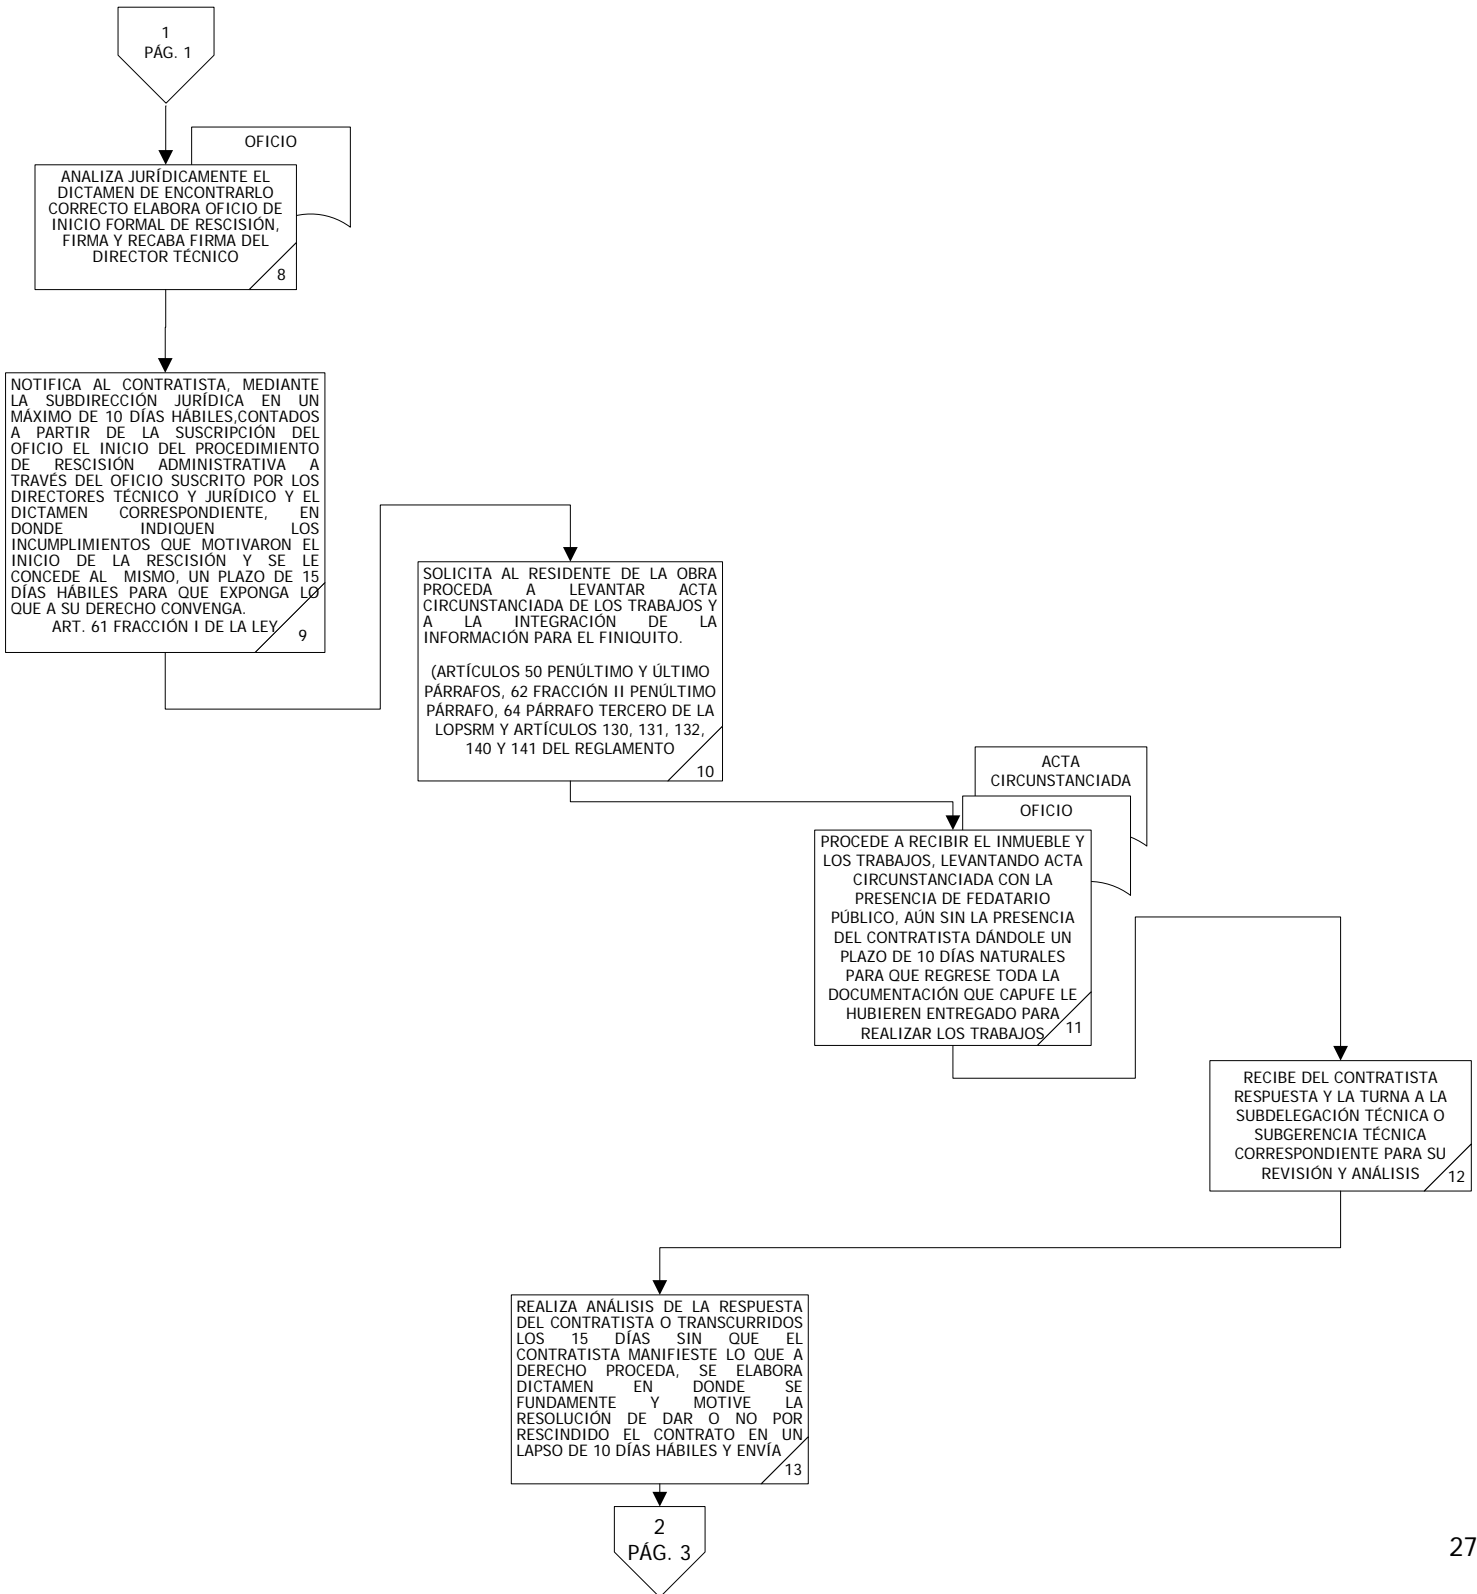 1
PÁG. 1
OFICIO
ANALIZA JURÍDICAMENTE EL
DICTAMEN DE ENCONTRARLO
CORRECTO ELABORA OFICIO DE
INICIO FORMAL DE RESCISIÓN,
FIRMA Y RECABA FIRMA DEL
DIRECTOR TÉCNICO
8
NOTIFICA AL CONTRATISTA, MEDIANTE
LA SUBDIRECCIÓN JURÍDICA EN UN
MÁXIMO DE 10 DÍAS HÁBILES,CONTADOS
A PARTIR DE LA SUSCRIPCIÓN DEL
OFICIO EL INICIO DEL PROCEDIMIENTO
DE RESCISIÓN ADMINISTRATIVA A
TRAVÉS DEL OFICIO SUSCRITO POR LOS
DIRECTORES TÉCNICO Y JURÍDICO Y EL
DICTAMEN CORRESPONDIENTE, EN
DONDE INDIQUEN LOS
INCUMPLIMIENTOS QUE MOTIVARON EL
INICIO DE LA RESCISIÓN Y SE LE
CONCEDE AL MISMO, UN PLAZO DE 15
DÍAS HÁBILES PARA QUE EXPONGA LO
QUE A SU DERECHO CONVENGA.
ART. 61 FRACCIÓN I DE LA LEY
9
SOLICITA AL RESIDENTE DE LA OBRA
PROCEDA A LEVANTAR ACTA
CIRCUNSTANCIADA DE LOS TRABAJOS Y
A LA INTEGRACIÓN DE LA
INFORMACIÓN PARA EL FINIQUITO.
(ARTÍCULOS 50 PENÚLTIMO Y ÚLTIMO
PÁRRAFOS, 62 FRACCIÓN II PENÚLTIMO
PÁRRAFO, 64 PÁRRAFO TERCERO DE LA
LOPSRM Y ARTÍCULOS 130, 131, 132,
140 Y 141 DEL REGLAMENTO
10
ACTA
CIRCUNSTANCIADA
OFICIO
PROCEDE A RECIBIR EL INMUEBLE Y
LOS TRABAJOS, LEVANTANDO ACTA
CIRCUNSTANCIADA CON LA
PRESENCIA DE FEDATARIO
PÚBLICO, AÚN SIN LA PRESENCIA
DEL CONTRATISTA DÁNDOLE UN
PLAZO DE 10 DÍAS NATURALES
PARA QUE REGRESE TODA LA
DOCUMENTACIÓN QUE CAPUFE LE
HUBIEREN ENTREGADO PARA
REALIZAR LOS TRABAJOS
11
RECIBE DEL CONTRATISTA
RESPUESTA Y LA TURNA A LA
SUBDELEGACIÓN TÉCNICA O
SUBGERENCIA TÉCNICA
CORRESPONDIENTE PARA SU
REVISIÓN Y ANÁLISIS
12
REALIZA ANÁLISIS DE LA RESPUESTA
DEL CONTRATISTA O TRANSCURRIDOS
LOS 15 DÍAS SIN QUE EL
CONTRATISTA MANIFIESTE LO QUE A
DERECHO PROCEDA, SE ELABORA
DICTAMEN EN DONDE SE
FUNDAMENTE Y MOTIVE LA
RESOLUCIÓN DE DAR O NO POR
RESCINDIDO EL CONTRATO EN UN
LAPSO DE 10 DÍAS HÁBILES Y ENVÍA
13
2
PÁG. 3
27